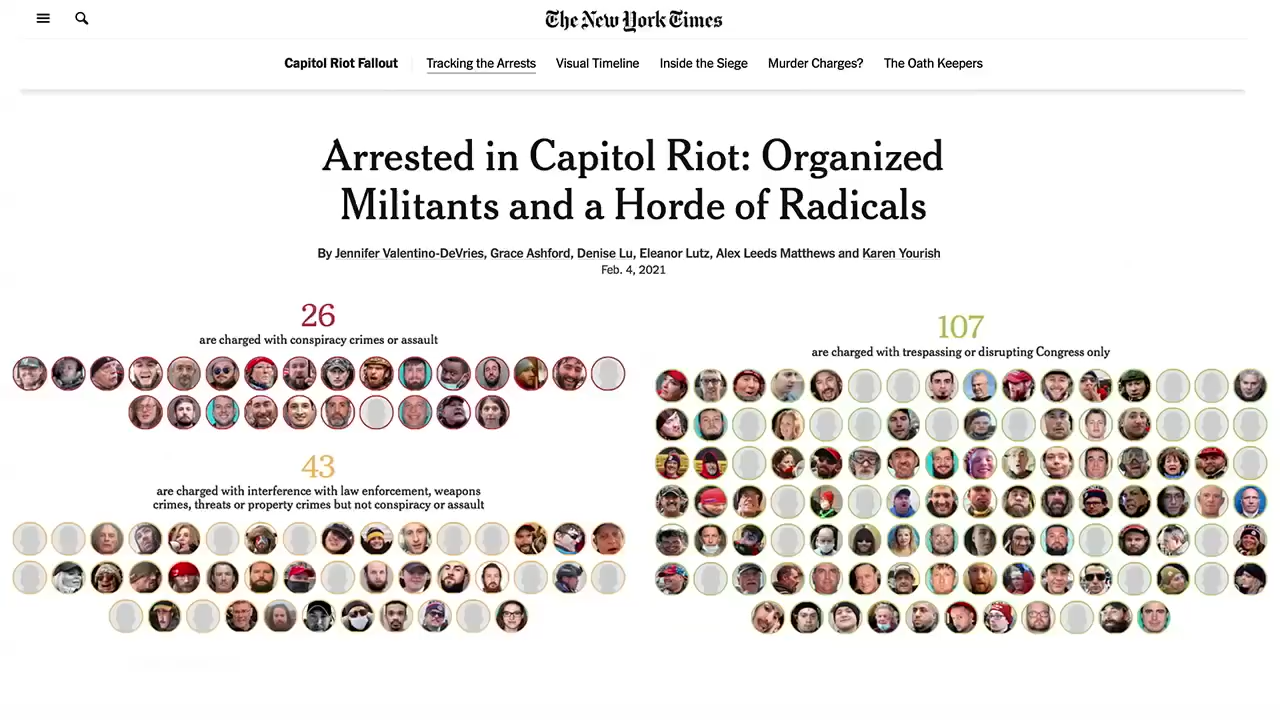 The New York Times
Capitol Riot Fallout
Tracking the Arrests
Visual Timeline
Inside the Siege
Murder Charges?
The Oath Keepers
Arrested in Capitol Riot: Organized
Militants and a Horde of Radicals
By Jennifer Valentino-DeVries, Grace Ashford, Denise Lu, Eleanor Lutz, Alex Leeds Matthews and Karen Yourish
Feb. 4, 2021
26
are charged with conspiracy crimes or assault
43
are charged with interference with law enforcement, weapons
crimes, threats or property crimes but not conspiracy or assault
107
are charged with trespassing or disrupting Congress only